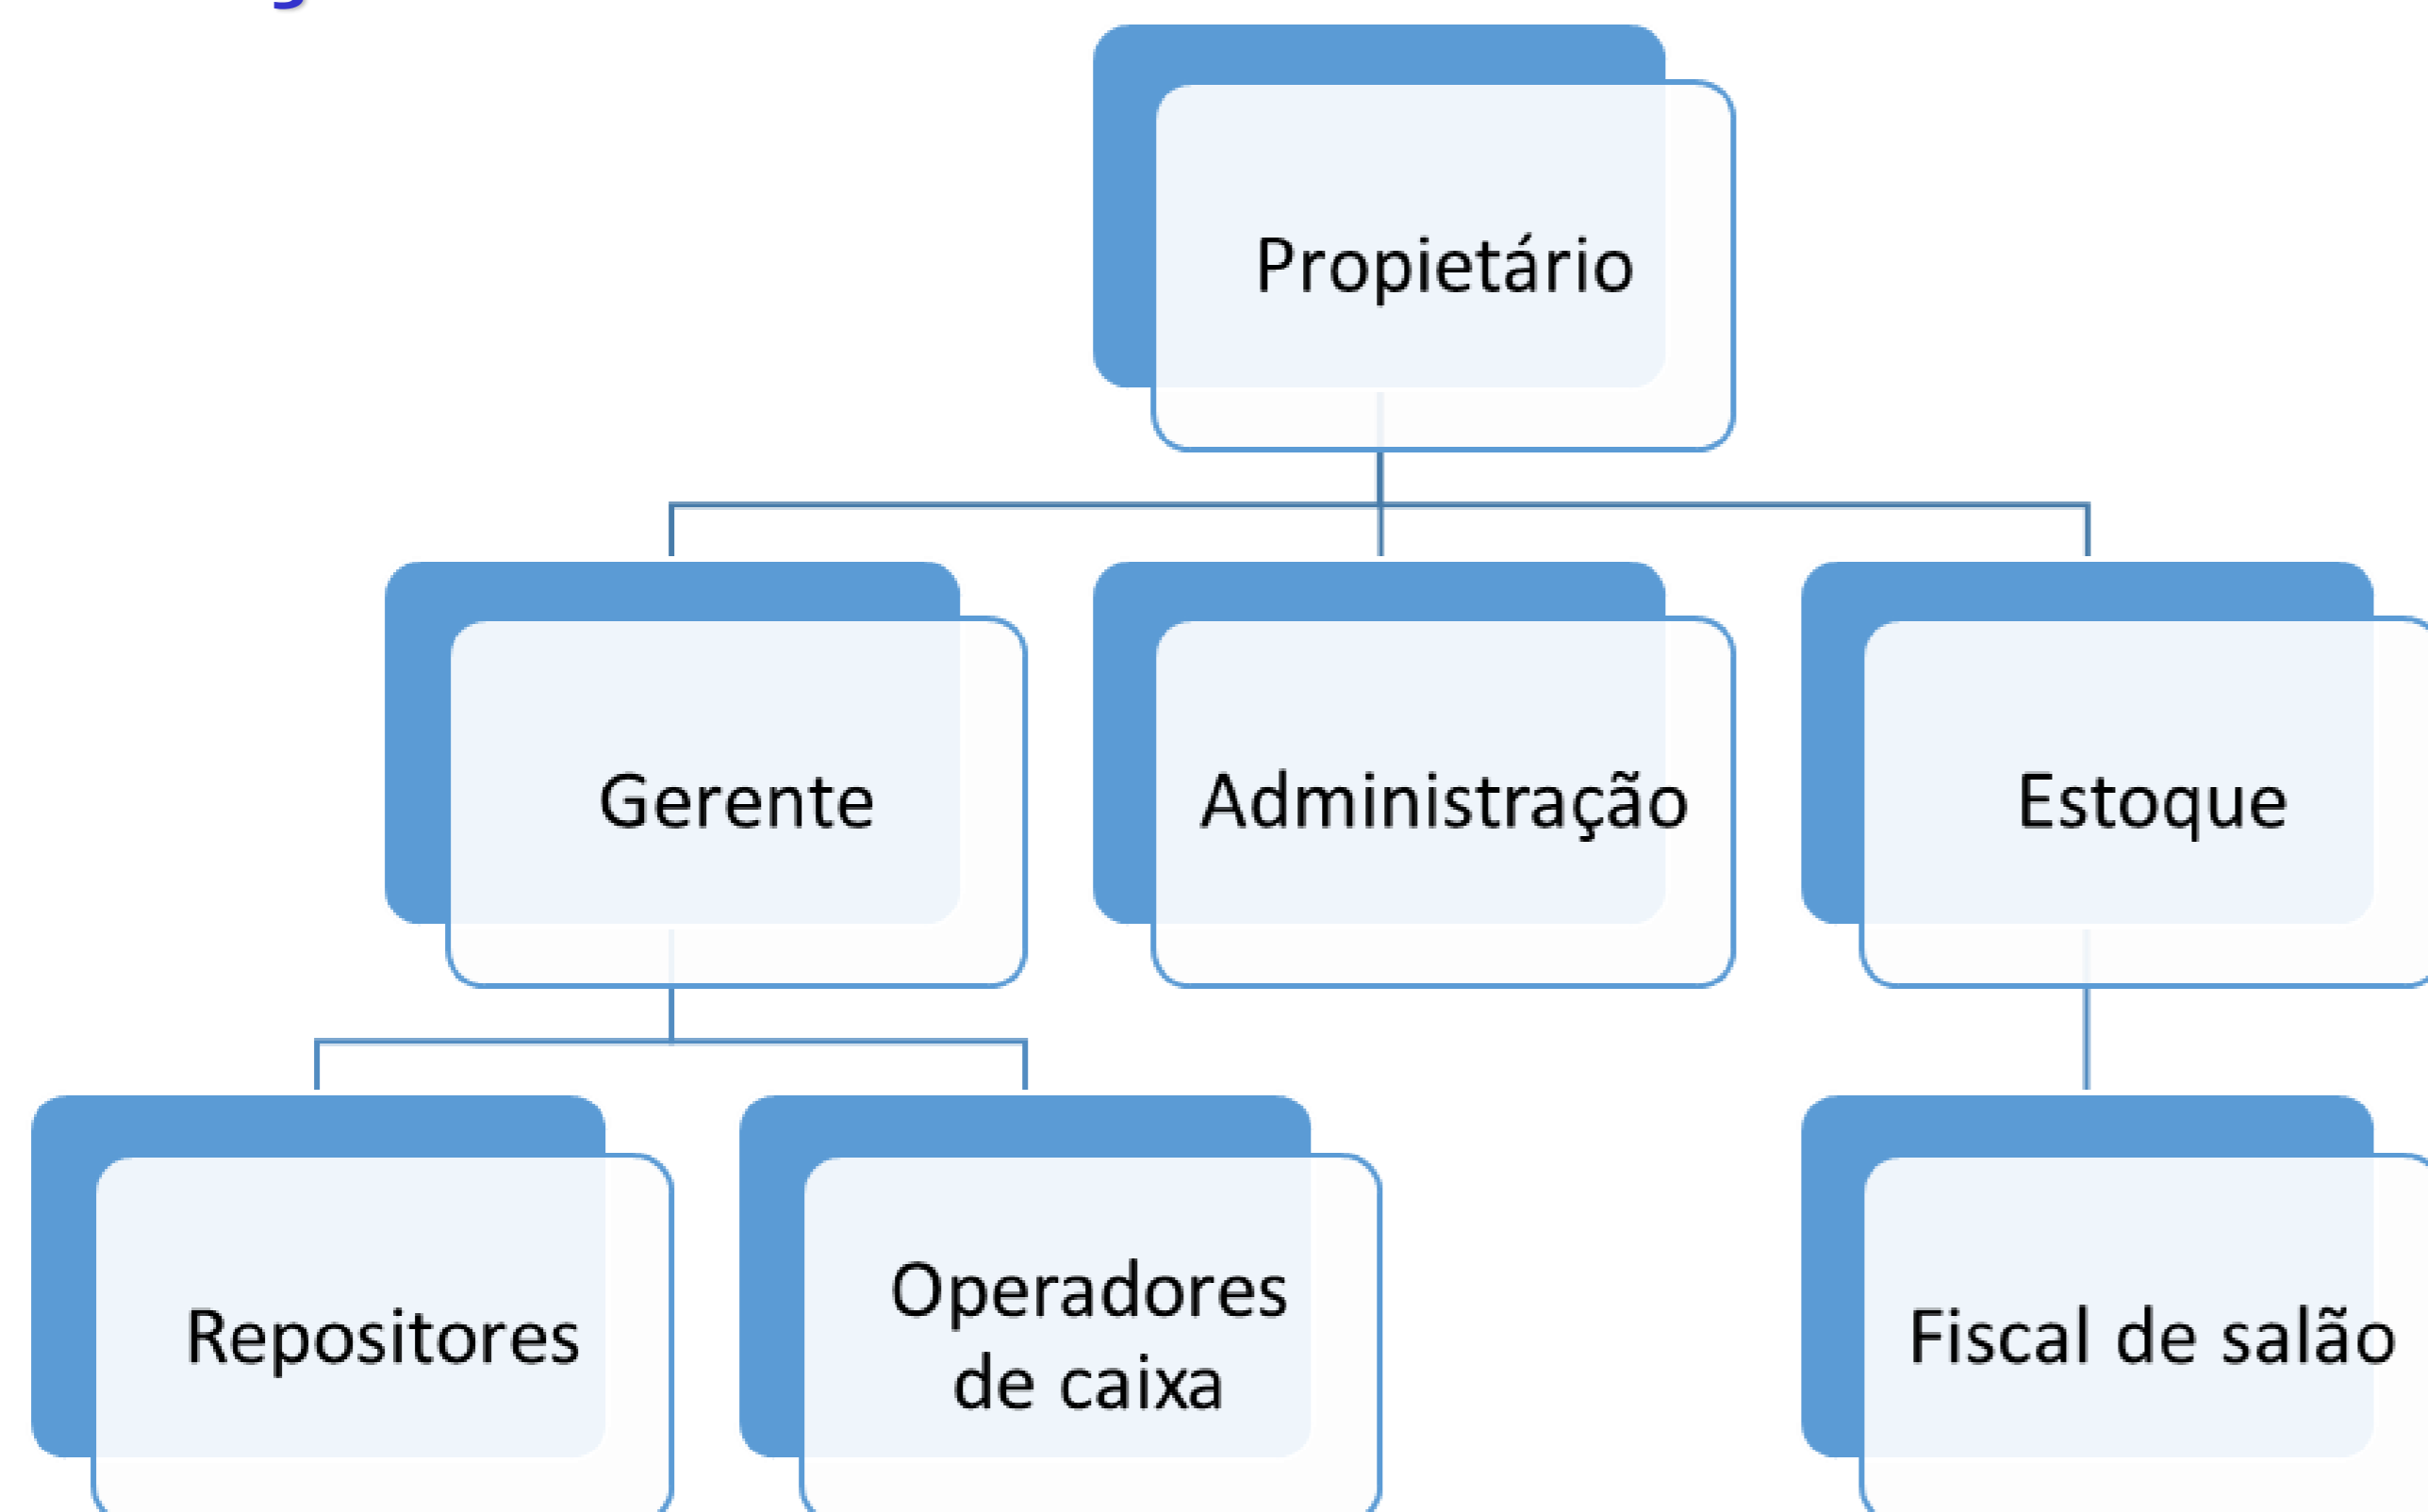 Propietário
Gerente
Administração
Estoque
Repositores
Operadores
de caixa
Fiscal de salão